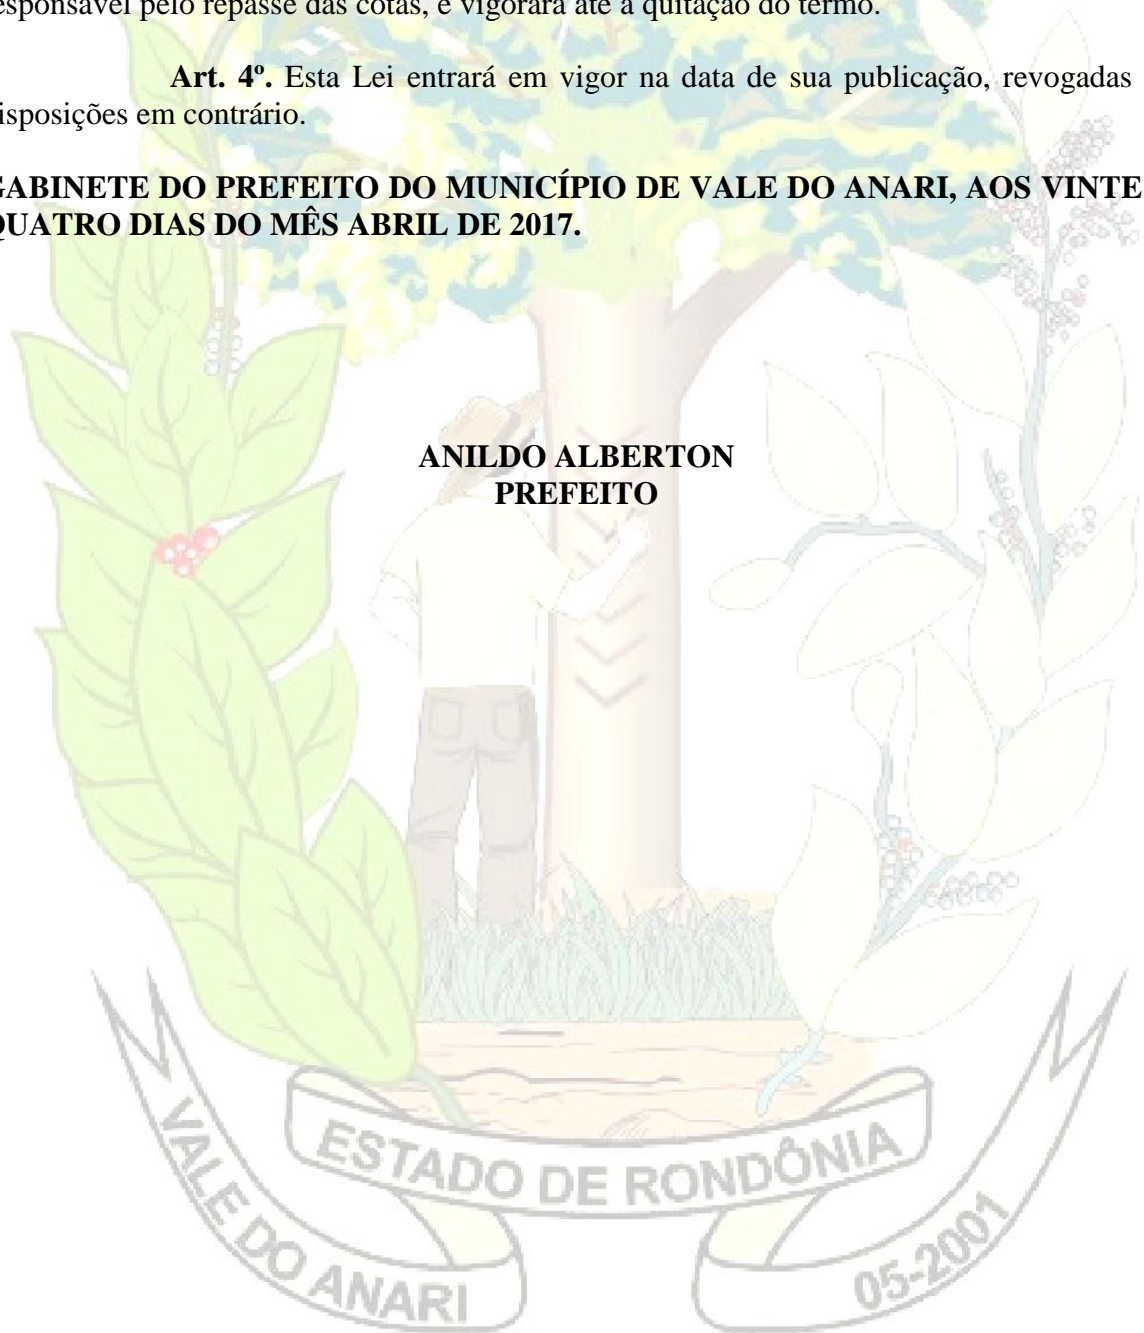 esponsável pelo repasse das cotas, e vigorará até a quitação do termo.
Art. 4º. Esta Lei entrará em vigor na data de sua publicação, revogadas
isposições em contrário.
GABINETE DO PREFEITO DO MUNICÍPIO DE VALE DO ANARI, AOS VINTE
QUATRO DIAS DO MÊS ABRIL DE 2017.
ANILDO ALBERTON
PREFEITO
ESTADO DE RONDÔNIA
VALE DO ANARI
05-2001